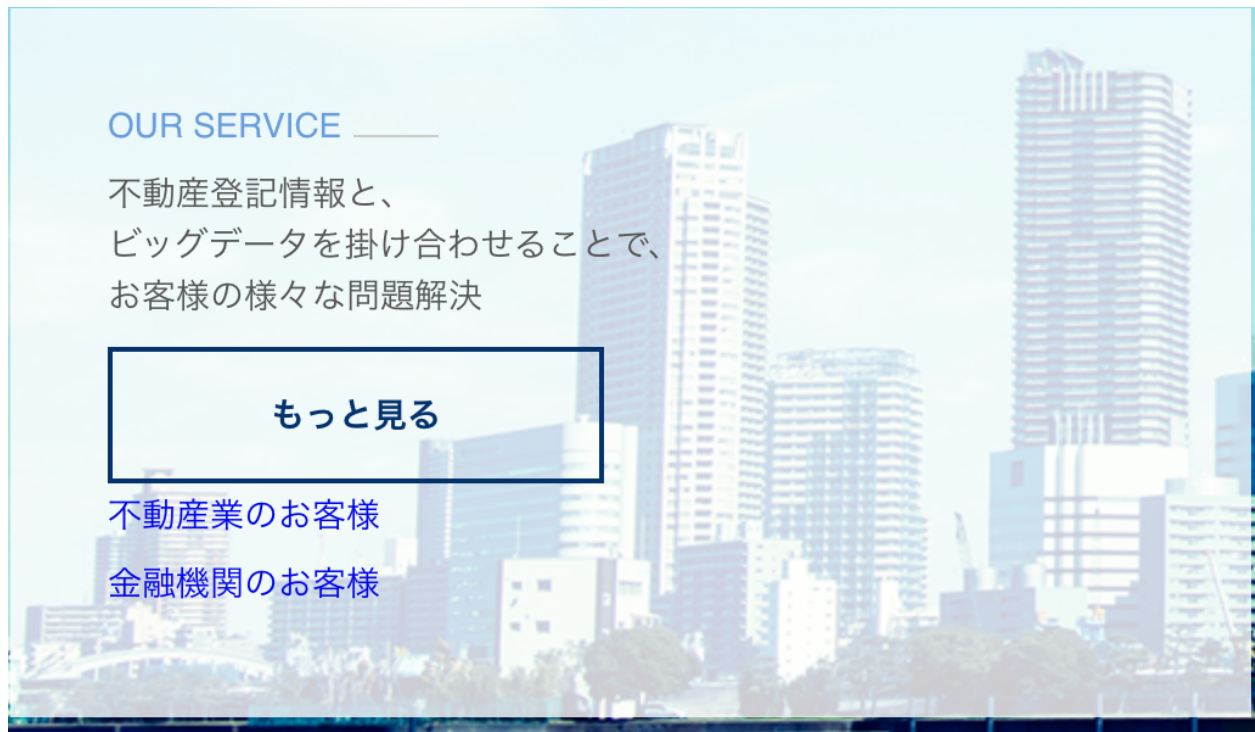 OUR SERVICE
不動産登記情報と、
ビッグデータを掛け合わせることで、
お客様の様々な問題解決
もっと見る
不動産業のお客様
金融機関のお客様